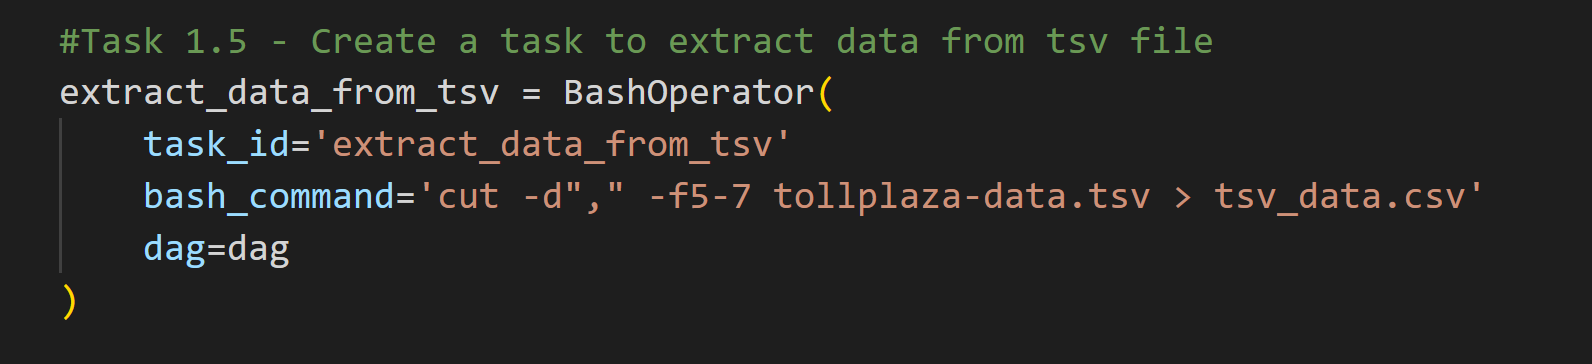 #Task 1.5 - Create a task to extract data from tsv file
extract_data_from_tsv = BashOperator(
    task_id='extract_data_from_tsv'
    bash_command='cut -d"," -f5-7 tollplaza-data.tsv > tsv_data.csv'
    dag=dag
)